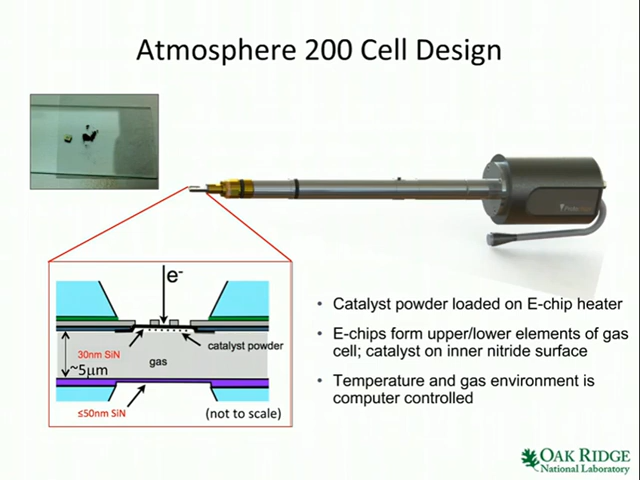 Atmosphere 200 Cell Design
e-
catalyst powder
30nm SiN
gas
~5μm
≤50nm SiN
(not to scale)
• Catalyst powder loaded on E-chip heater
• E-chips form upper/lower elements of gas
cell; catalyst on inner nitride surface
• Temperature and gas environment is
computer controlled
OAK RIDGE
National Laboratory